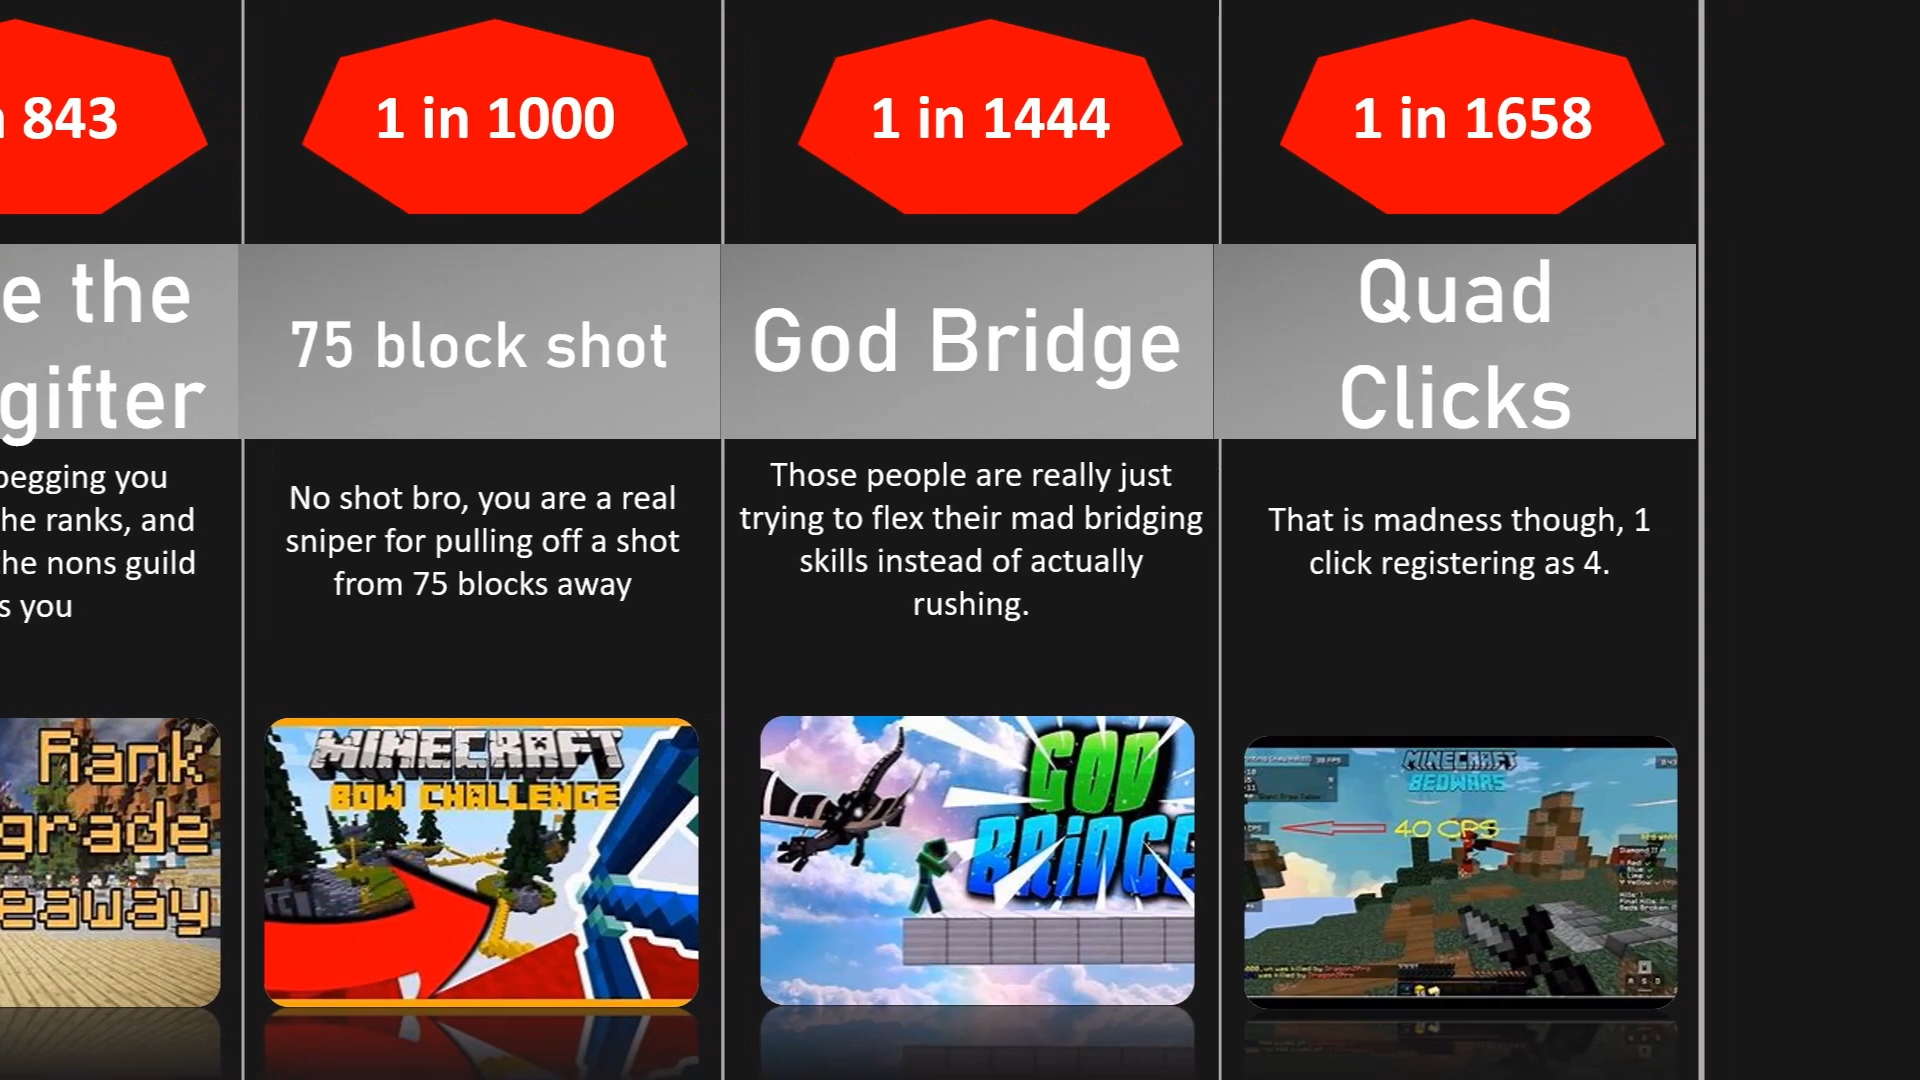 843
1 in 1000
1 in 1444
1 in 1658
e the
gifter
75 block shot
God Bridge
Quad
Clicks
begging you
he ranks, and
he nons guild
s you
No shot bro, you are a real
sniper for pulling off a shot
from 75 blocks away
Those people are really just
trying to flex their mad bridging
skills instead of actually
rushing.
That is madness though, 1
click registering as 4.
Rank
grade
eaway
MINECRAFT
BOW CHALLENGE
GOD
BRIDGE
MINECRAFT
BEDWARS
40 CPS